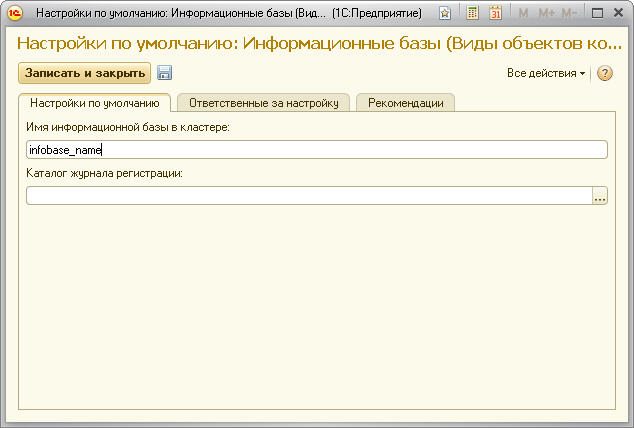 Настройки по умолчанию: Информационные базы (Вид... (1С:Предприятие)
31
M M+ M-
Настройки по умолчанию: Информационные базы (Виды объектов ко...
Записать и закрыть
Все действия
?
Настройки по умолчанию Ответственные за настройку Рекомендации
Имя информационной базы в кластере:
infobase_name
Каталог журнала регистрации:
...